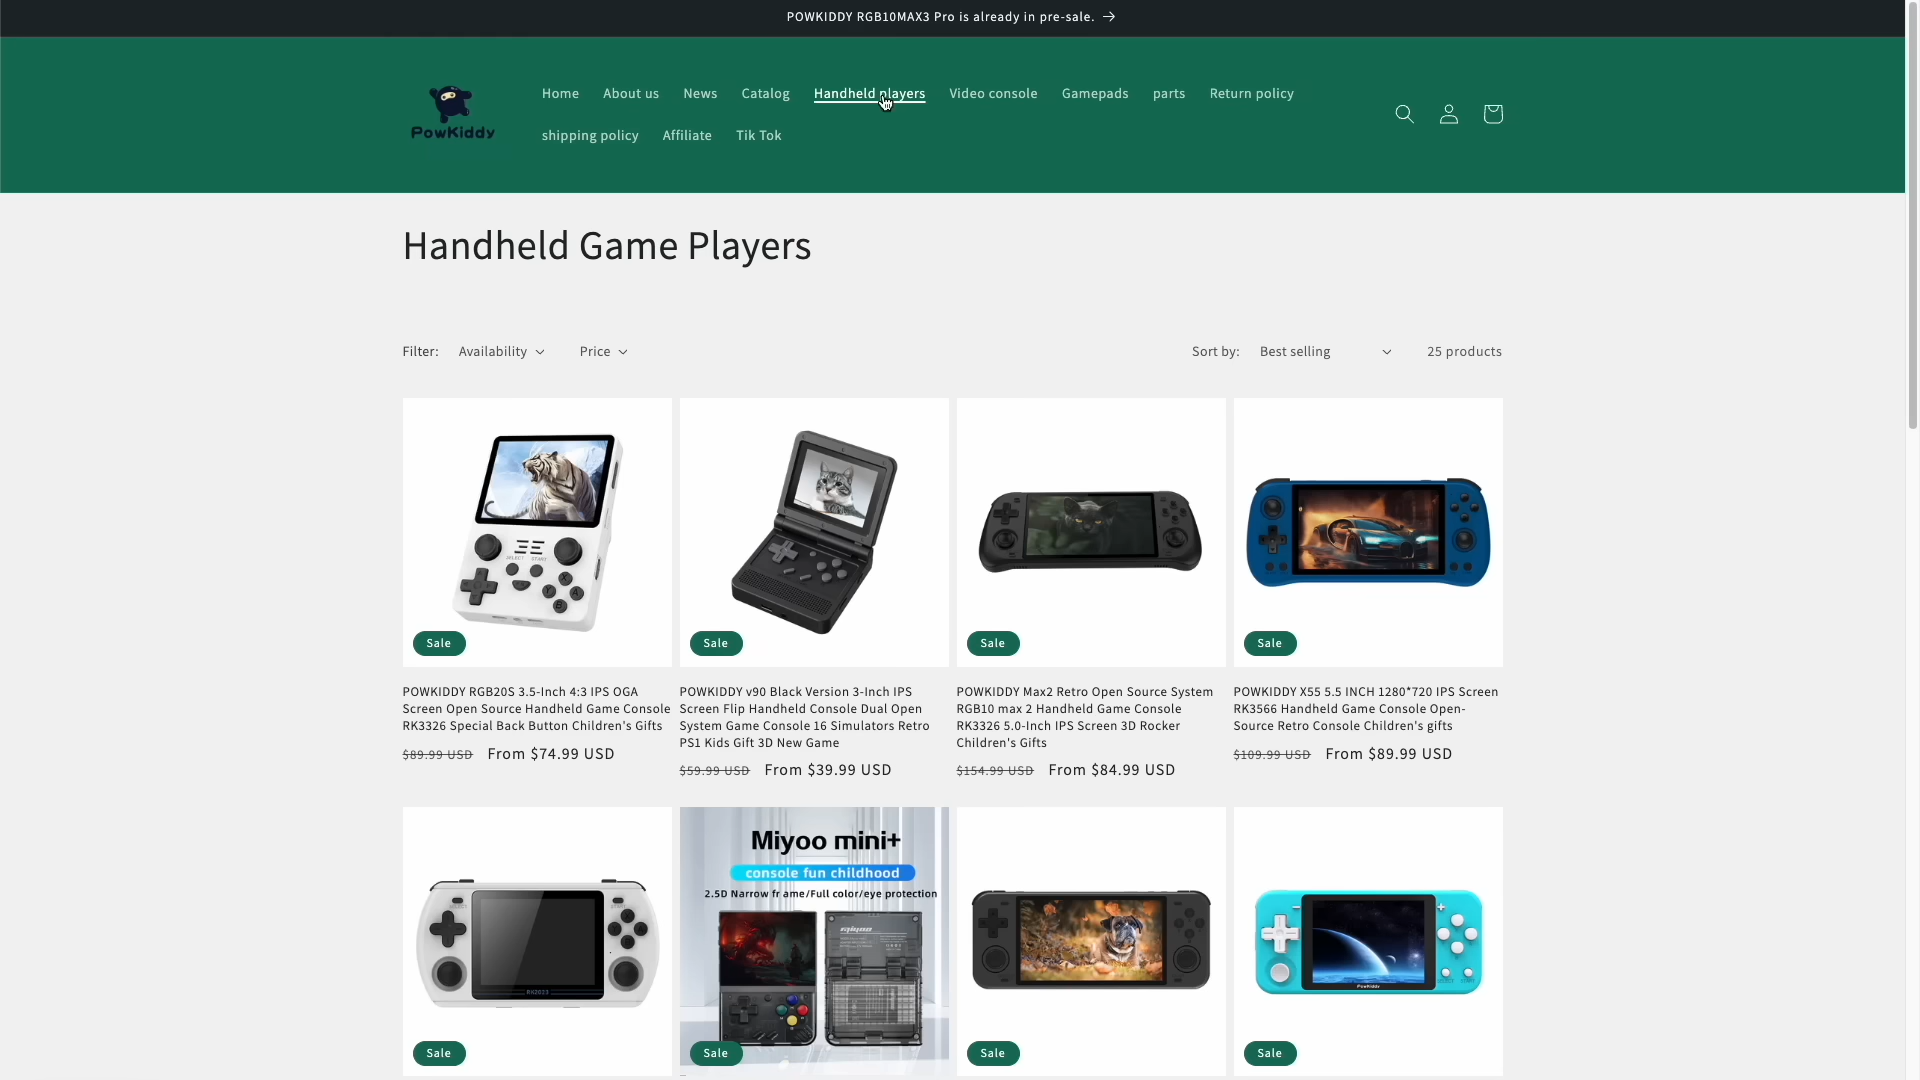 POWKIDDY RGB10MAX3 Pro is already in pre-sale.
PowKiddy
Home About us News Catalog Handheld players Video console Gamepads parts Return policy
shipping policy Affiliate Tik Tok
Handheld Game Players
Filter: Availability Price
Sort by: Best selling 25 products
Sale
Sale
Sale
Sale
POWKIDDY RGB20S 3.5-Inch 4:3 IPS OGA
Screen Open Source Handheld Game Console
RK3326 Special Back Button Children's Gifts
$89.99 USD From $74.99 USD
POWKIDDY v90 Black Version 3-Inch IPS
Screen Flip Handheld Console Dual Open
System Game Console 16 Simulators Retro
PS1 Kids Gift 3D New Game
$59.99 USD From $39.99 USD
POWKIDDY Max2 Retro Open Source System
RGB10 max 2 Handheld Game Console
RK3326 5.0-Inch IPS Screen 3D Rocker
Children's Gifts
$154.99 USD From $84.99 USD
POWKIDDY X55 5.5 INCH 1280*720 IPS Screen
RK3566 Handheld Game Console Open-
Source Retro Console Children's gifts
$109.99 USD From $89.99 USD
RK2023
Sale
Miyoo mini+
console fun childhood
2.5D Narrow fr ame/Full color/eye protection
Sale
Sale
PowKiddy
Sale